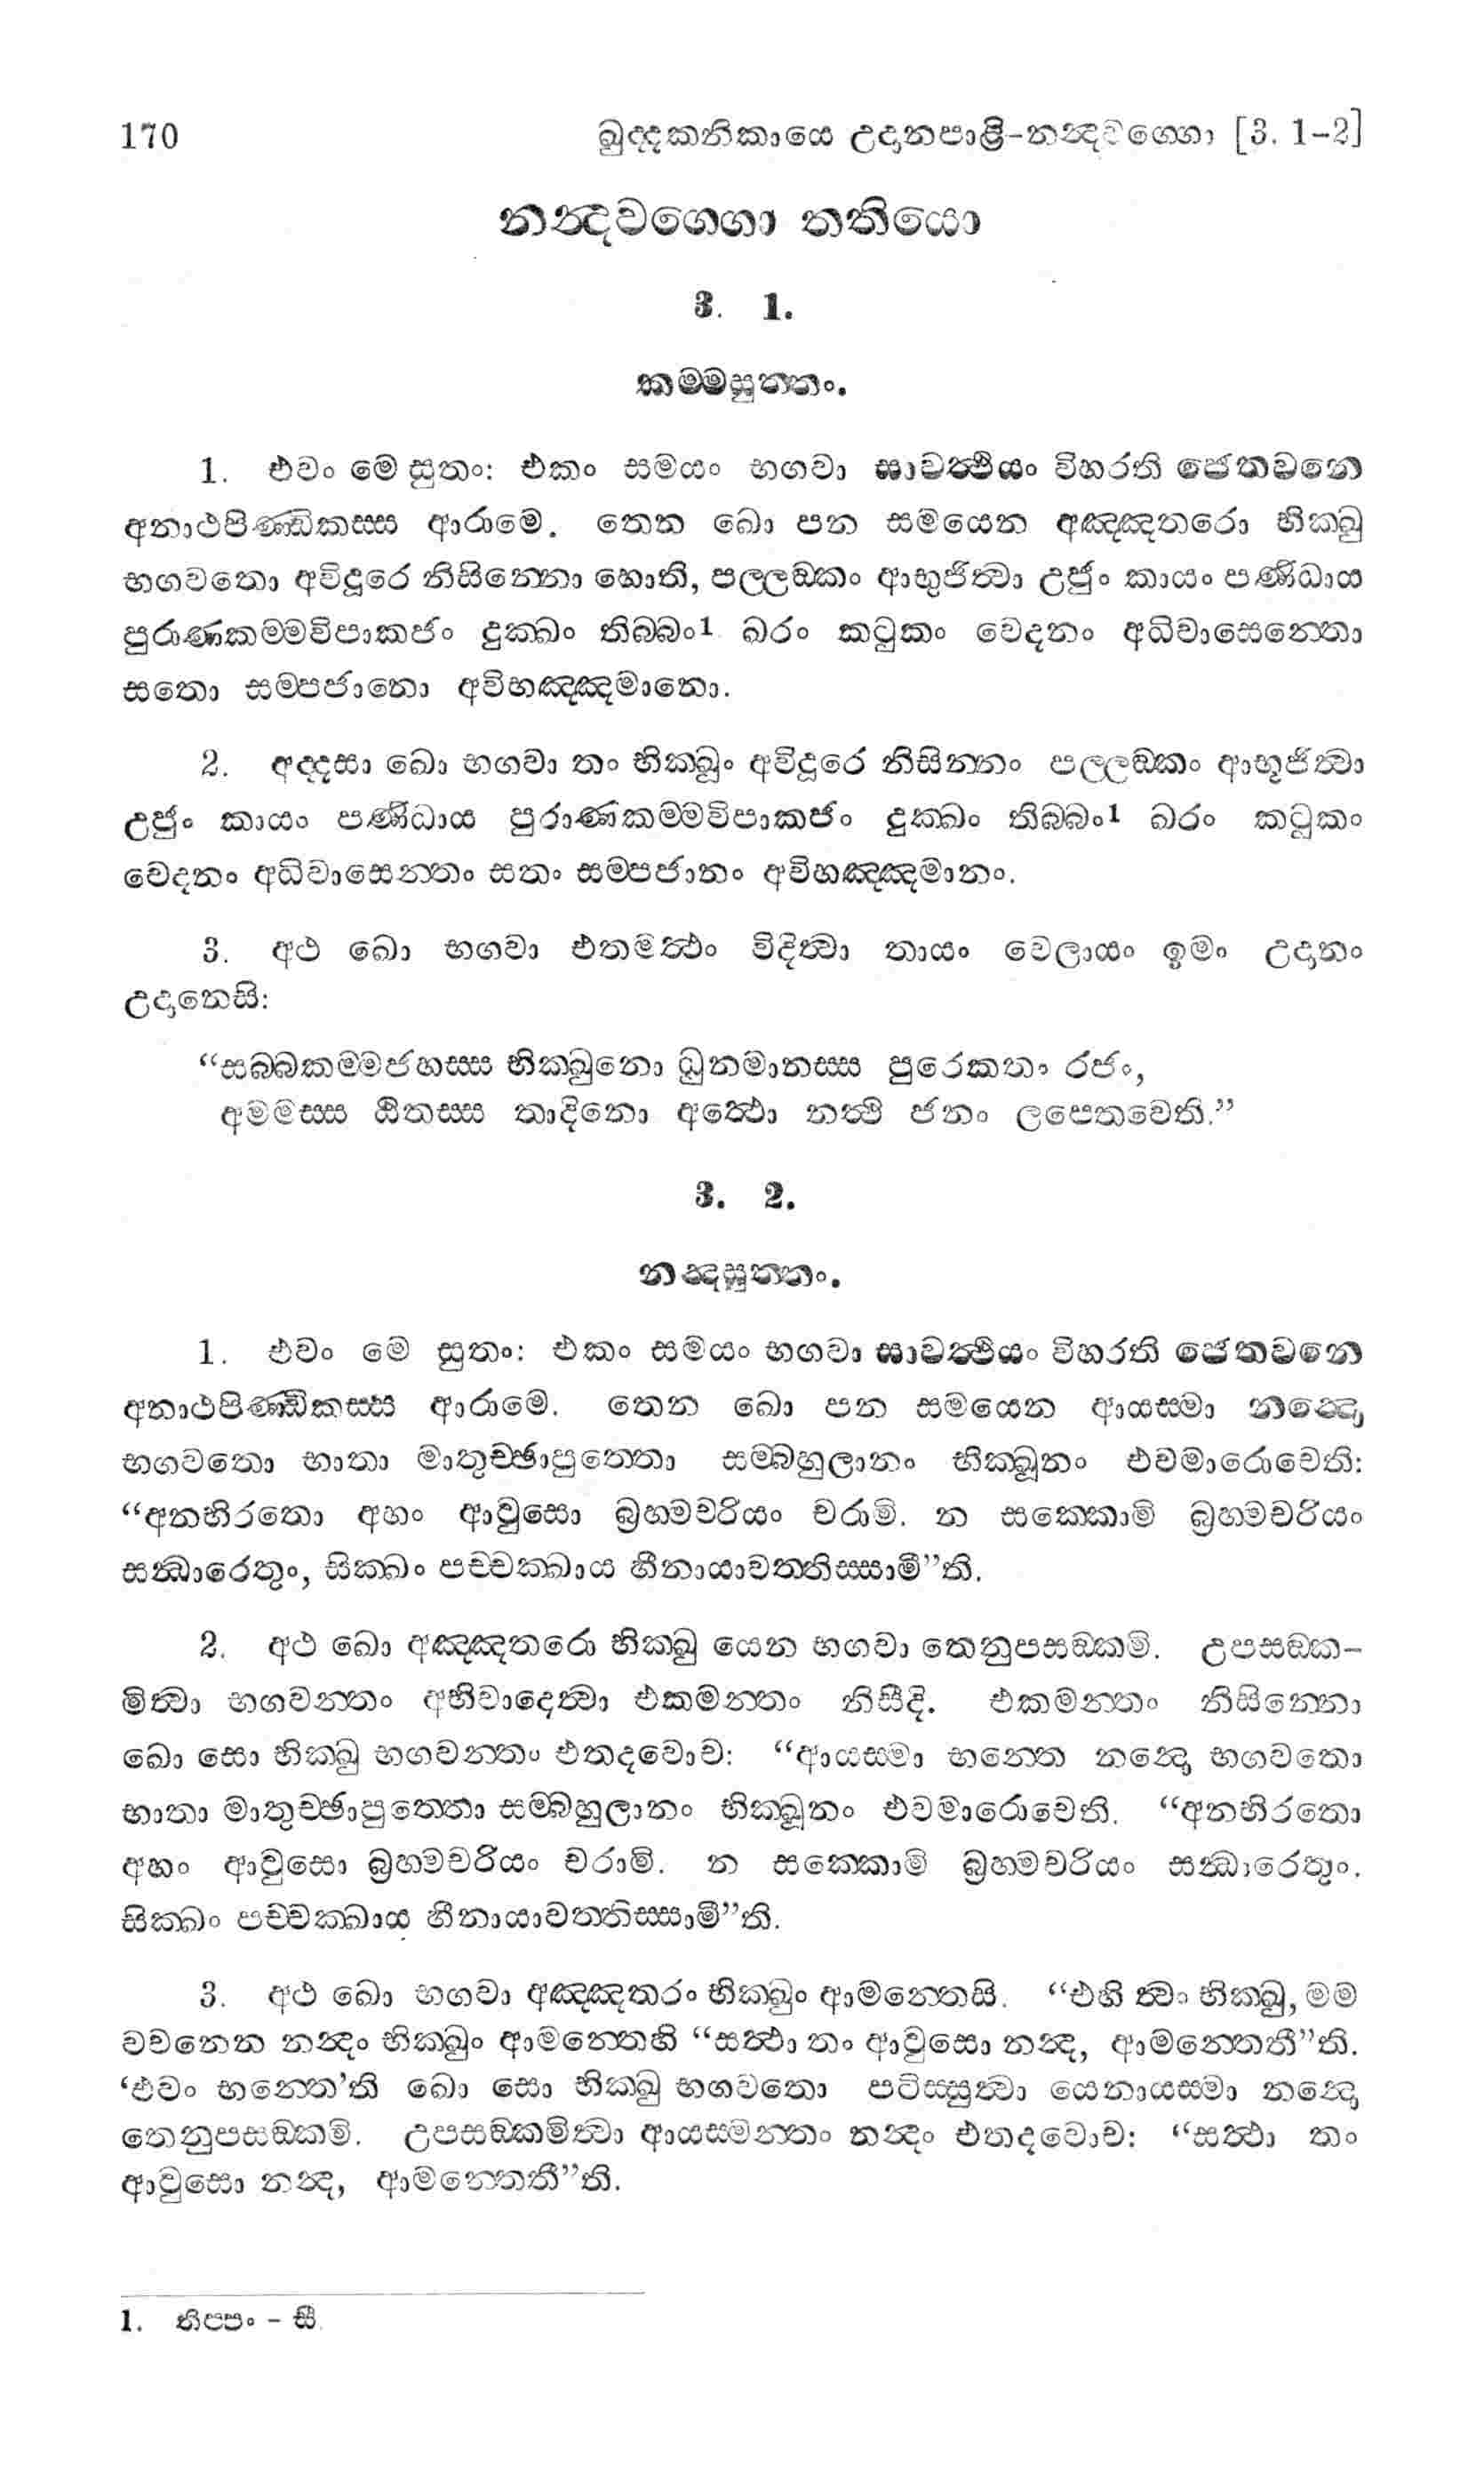 170 ඛුද්දකනිකායෙ උදානපාළි-නන්දවග්ගො [3. 1-2]
නන්දවග්ගො තතියො
3. 1.
කම්මසුත්තං.
1. එවං මෙ සුතං: එකං සමයං භගවා සාවත්ථියං විහරති ජෙතවනෙ
අනාථපිණ්ඩිකස්ස ආරාමෙ. තෙන ඛො පන සමයෙන අඤ්ඤතරො භික්ඛු
භගවතො අවිදූරෙ නිසින්නො හොති, පල්ලඞ්කං ආභුජිත්වා උජුං කායං පණිධාය
පුරාණකම්මවිපාකජං දුක්ඛං තිබ්බං1 ඛරං කටුකං වෙදනං අධිවාසෙන්තො
සතො සම්පජානො අවිහඤ්ඤමානො.
2. අද්දසා ඛො භගවා තං භික්ඛූං අවිදූරෙ නිසින්නං පල්ලඞ්කං ආභූජිත්වා
උජුං කායං පණිධාය පුරාණකම්මවිපාකජං දුක්ඛං තිබ්බං1 ඛරං කටුකං
වෙදනං අධිවාසෙන්තං සතං සම්පජානං අවිහඤ්ඤමානං.
3. අථ ඛො භගවා එතමත්ථං විදිත්වා තායං වෙලායං ඉමං උදානං
උදානෙසි:
“සබ්බකම්මජහස්ස භික්ඛුනො ධුනමානස්ස පුරෙකතං රජං,
අමමස්ස ඨිතස්ස තාදිනො අත්ථො නත්ථි ජනං ලපෙතවෙති.”
3. 2.
නන්දසුත්තං.
1. එවං මෙ සුතං: එකං සමයං භගවා සාවත්ථියං විහරති ජෙතවනෙ
අනාථපිණ්ඩිකස්ස ආරාමෙ. තෙන ඛො පන සමයෙන ආයස්මා නන්දො
භගවතො භාතා මාතුච්ඡාපුත්තො සම්බහුලානං භික්ඛූනං එවමාරොචෙති:
“අනභිරතො අහං ආවුසො බ්‍රහ්මචරියං චරාමි. න සක්කොමි බ්‍රහ්මචරියං
සන්ධාරෙතුං, සික්ඛං පච්චක්ඛාය හීනායාවත්තිස්සාමී”ති.
2. අථ ඛො අඤ්ඤතරො භික්ඛු යෙන භගවා තෙනුපසඞ්කමි. උපසඞ්ක-
මිත්වා භගවන්තං අභිවාදෙත්වා එකමන්තං නිසීදි. එකමන්තං නිසින්නො
ඛො සො භික්ඛු භගවන්තං එතදවොච: “ආයස්මා භන්තෙ නන්දො භගවතො
භාතා මාතුච්ඡාපුත්තො සම්බහුලානං භික්ඛූනං එවමාරොචෙති. “අනභිරතො
අහං ආවුසො බ්‍රහ්මචරියං චරාමි. න සක්කොමි බ්‍රහ්මචරියං සන්ධාරෙතුං.
සික්ඛං පච්චක්ඛාය හීනායාවත්තිස්සාමී”ති.
3. අථ ඛො භගවා අඤ්ඤතරං භික්ඛුං ආමන්තෙසි. “එහි ත්වං භික්ඛු, මම
වචනෙන නන්දං භික්ඛුං ආමන්තෙහි “සත්ථා තං ආවුසො නන්ද, ආමන්තෙතී”ති.
‘එවං භන්තෙ’ති ඛො සො භික්ඛු භගවතො පටිස්සුත්වා යෙනායස්මා නන්දො
තෙනුපසඞ්කමි. උපසඞ්කමිත්වා ආයස්මන්තං නන්දං එතදවොච: “සත්ථා තං
ආවුසො නන්ද, ආමන්තෙතී”ති.
1. තිප්පං - සී.